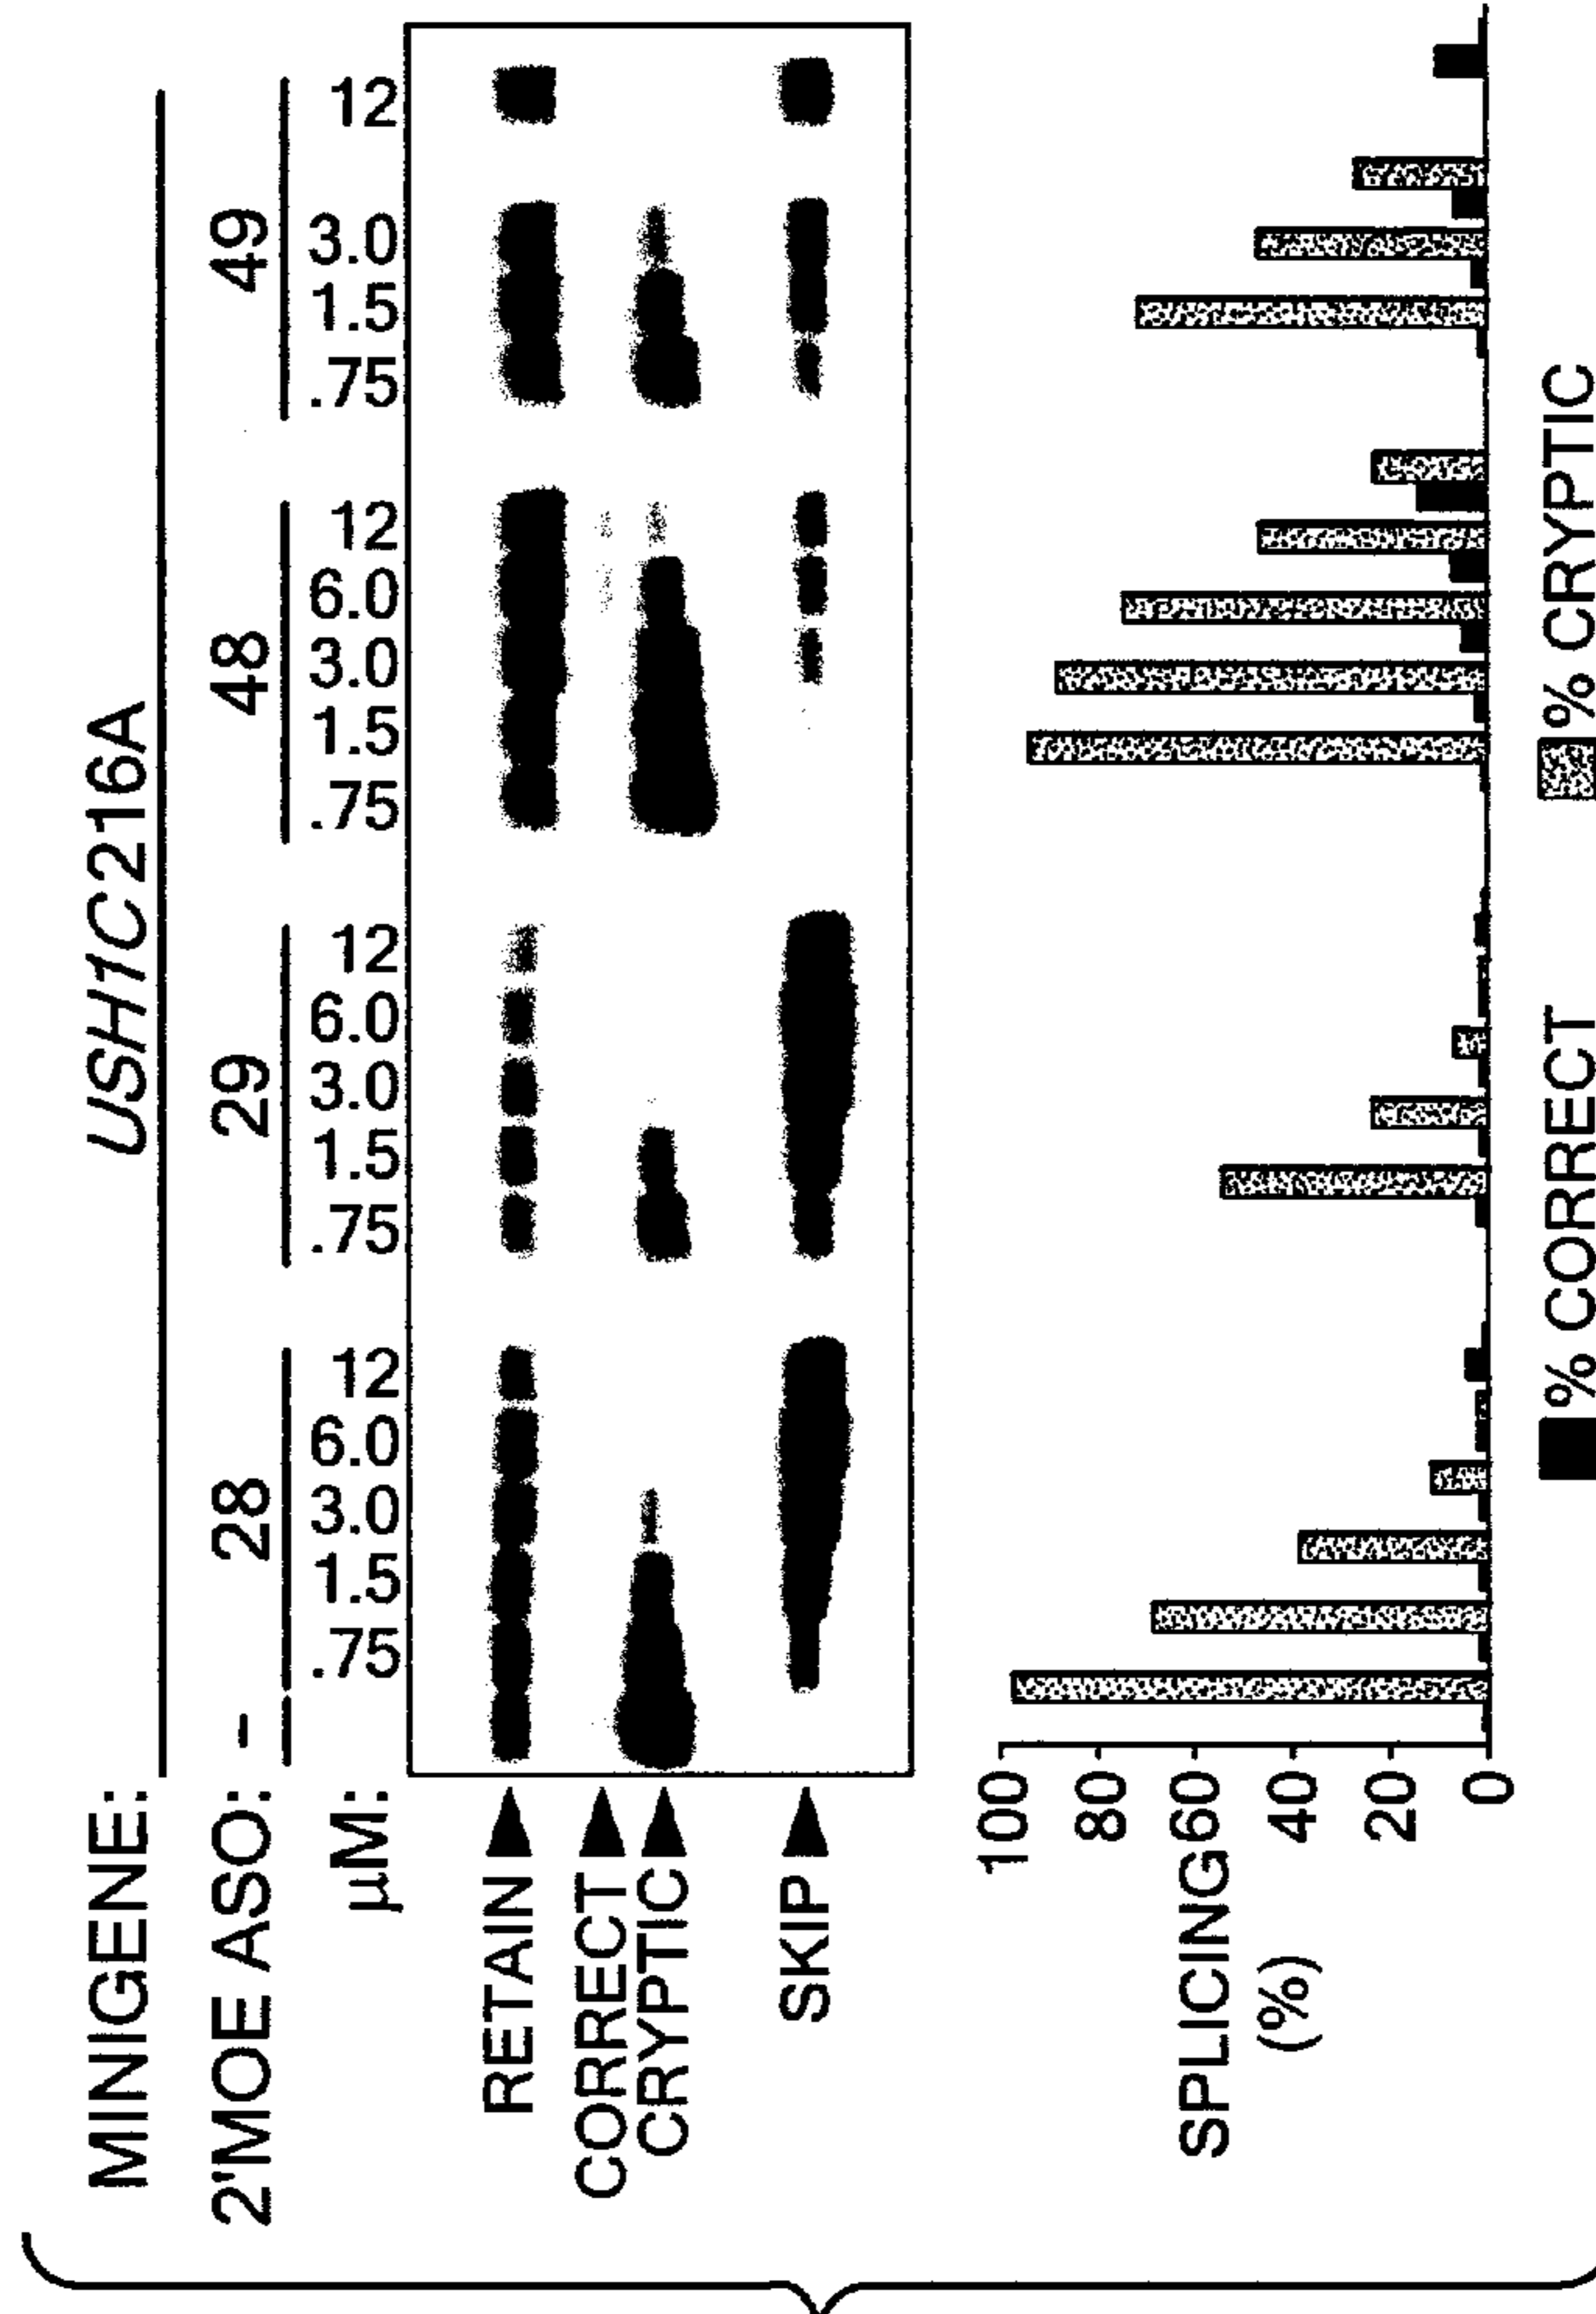 MINIGENE: USH1C216A
2'MOE ASO: - 28 29 48 49
µM: .75 1.5 3.0 6.0 12 .75 1.5 3.0 6.0 12 .75 1.5 3.0 6.0 12 .75 1.5 3.0 12
RETAIN
CORRECT
CRYPTIC
SKIP
100
80
SPLICING 60
(%)
40
20
0
% CORRECT % CRYPTIC